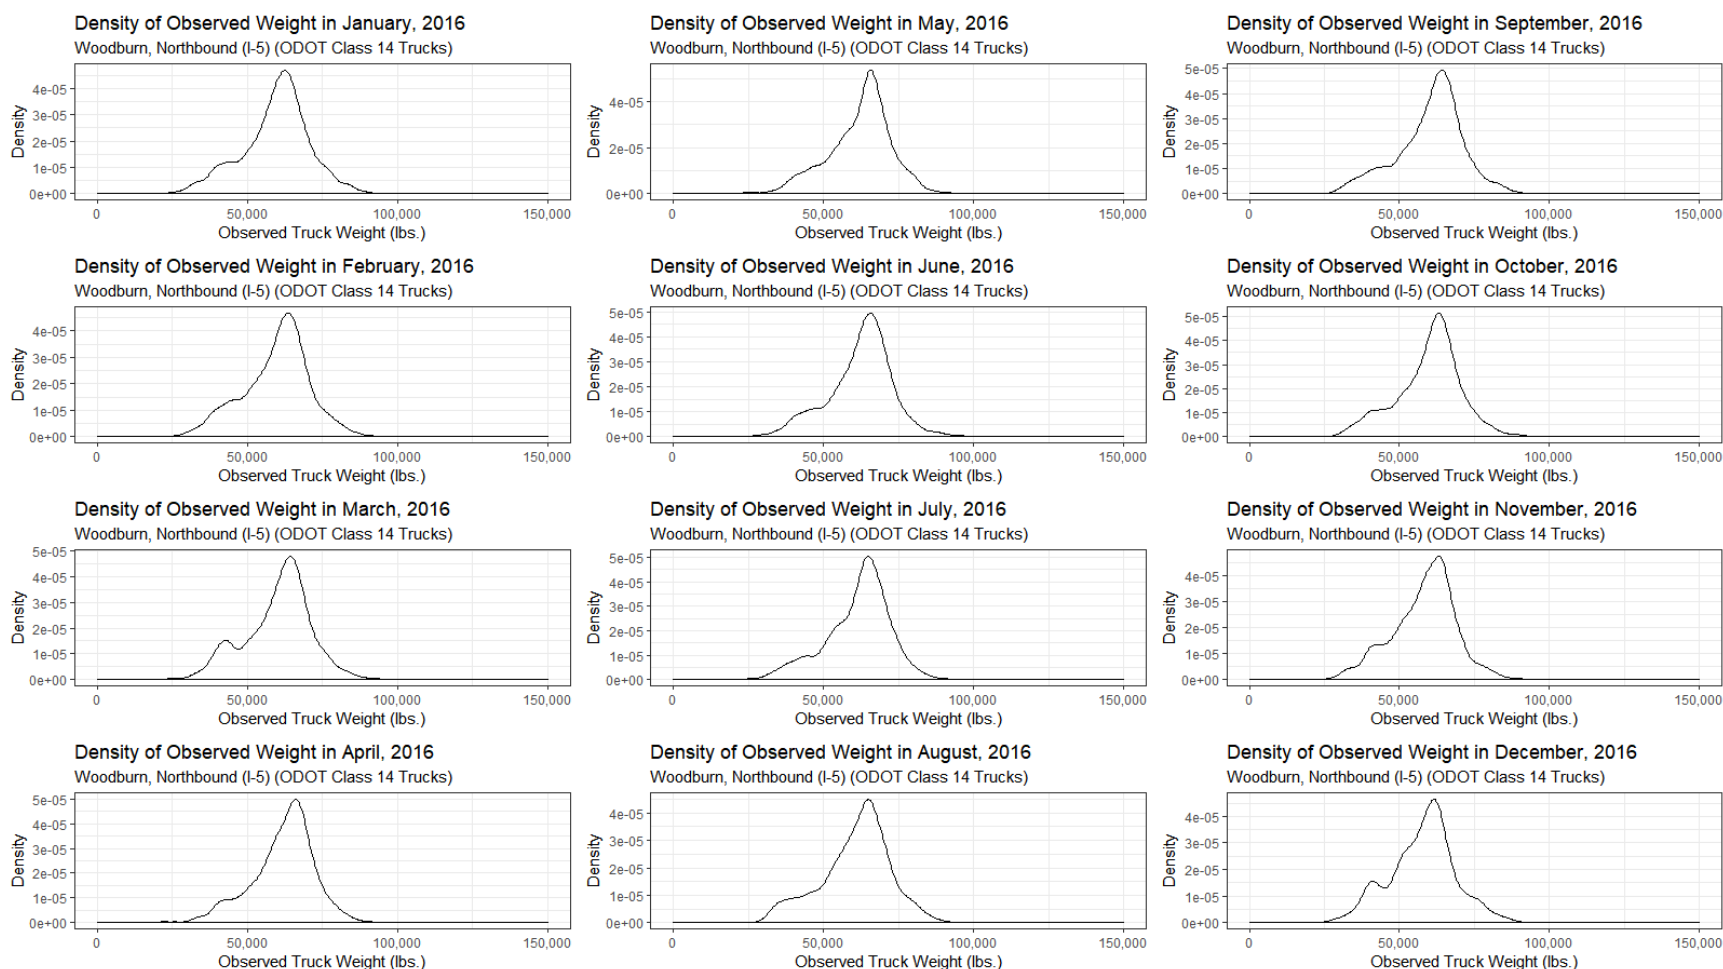 Density of Observed Weight in January, 2016
Woodburn, Northbound (I-5) (ODOT Class 14 Trucks)
Density
4e-05
3e-05
2e-05
1e-05
0e+00
0 50,000 100,000 150,000
Observed Truck Weight (lbs.)
Density of Observed Weight in May, 2016
Woodburn, Northbound (I-5) (ODOT Class 14 Trucks)
Density
4e-05
2e-05
0e+00
0 50,000 100,000 150,000
Observed Truck Weight (lbs.)
Density of Observed Weight in September, 2016
Woodburn, Northbound (I-5) (ODOT Class 14 Trucks)
Density
5e-05
4e-05
3e-05
2e-05
1e-05
0e+00
0 50,000 100,000 150,000
Observed Truck Weight (lbs.)
Density of Observed Weight in February, 2016
Woodburn, Northbound (I-5) (ODOT Class 14 Trucks)
Density
4e-05
3e-05
2e-05
1e-05
0e+00
0 50,000 100,000 150,000
Observed Truck Weight (lbs.)
Density of Observed Weight in June, 2016
Woodburn, Northbound (I-5) (ODOT Class 14 Trucks)
Density
5e-05
4e-05
3e-05
2e-05
1e-05
0e+00
0 50,000 100,000 150,000
Observed Truck Weight (lbs.)
Density of Observed Weight in October, 2016
Woodburn, Northbound (I-5) (ODOT Class 14 Trucks)
Density
5e-05
4e-05
3e-05
2e-05
1e-05
0e+00
0 50,000 100,000 150,000
Observed Truck Weight (lbs.)
Density of Observed Weight in March, 2016
Woodburn, Northbound (I-5) (ODOT Class 14 Trucks)
Density
5e-05
4e-05
3e-05
2e-05
1e-05
0e+00
0 50,000 100,000 150,000
Observed Truck Weight (lbs.)
Density of Observed Weight in July, 2016
Woodburn, Northbound (I-5) (ODOT Class 14 Trucks)
Density
5e-05
4e-05
3e-05
2e-05
1e-05
0e+00
0 50,000 100,000 150,000
Observed Truck Weight (lbs.)
Density of Observed Weight in November, 2016
Woodburn, Northbound (I-5) (ODOT Class 14 Trucks)
Density
4e-05
3e-05
2e-05
1e-05
0e+00
0 50,000 100,000 150,000
Observed Truck Weight (lbs.)
Density of Observed Weight in April, 2016
Woodburn, Northbound (I-5) (ODOT Class 14 Trucks)
Density
5e-05
4e-05
3e-05
2e-05
1e-05
0e+00
0 50,000 100,000 150,000
Observed Truck Weight (lbs.)
Density of Observed Weight in August, 2016
Woodburn, Northbound (I-5) (ODOT Class 14 Trucks)
Density
4e-05
3e-05
2e-05
1e-05
0e+00
0 50,000 100,000 150,000
Observed Truck Weight (lbs.)
Density of Observed Weight in December, 2016
Woodburn, Northbound (I-5) (ODOT Class 14 Trucks)
Density
4e-05
3e-05
2e-05
1e-05
0e+00
0 50,000 100,000 150,000
Observed Truck Weight (lbs.)